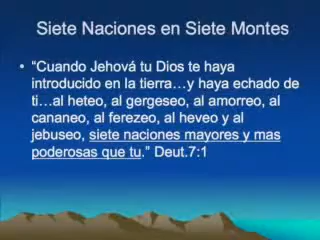 Siete Naciones en Siete Montes
• “Cuando Jehová tu Dios te haya
introducido en la tierra…y haya echado de
ti…al heteo, al gergeseo, al amorreo, al
cananeo, al ferezeo, al heveo y al
jebuseo, siete naciones mayores y mas
poderosas que tu.” Deut.7:1